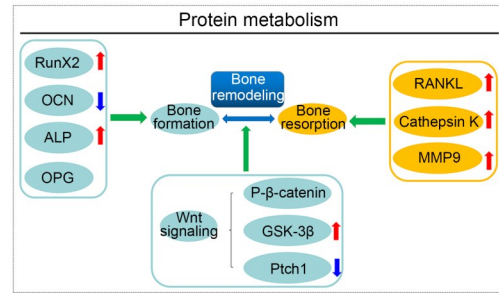 Protein metabolism
RunX2
OCN
ALP
OPG
Bone
remodeling
Bone
formation
Bone
resorption
RANKL
Cathepsin K
MMP9
Wnt
signaling
P-β-catenin
GSK-3β
Ptch1